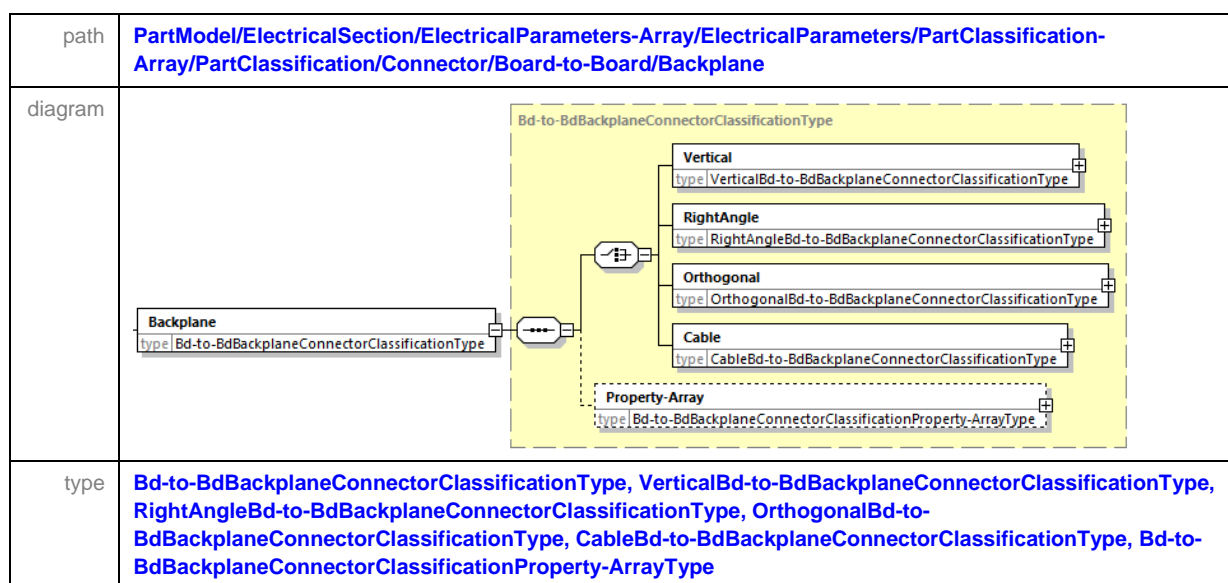 path
PartModel/ElectricalSection/ElectricalParameters-Array/ElectricalParameters/PartClassification-
Array/PartClassification/Connector/Board-to-Board/Backplane
diagram
Bd-to-BdBackplaneConnectorClassificationType
Vertical
type VerticalBd-to-BdBackplaneConnectorClassificationType
RightAngle
type RightAngleBd-to-BdBackplaneConnectorClassificationType
Orthogonal
type OrthogonalBd-to-BdBackplaneConnectorClassificationType
Backplane
type Bd-to-BdBackplaneConnectorClassificationType
Cable
type CableBd-to-BdBackplaneConnectorClassificationType
Property-Array
type Bd-to-BdBackplaneConnectorClassificationProperty-ArrayType
type
Bd-to-BdBackplaneConnectorClassificationType, VerticalBd-to-BdBackplaneConnectorClassificationType,
RightAngleBd-to-BdBackplaneConnectorClassificationType, OrthogonalBd-to-
BdBackplaneConnectorClassificationType, CableBd-to-BdBackplaneConnectorClassificationType, Bd-to-
BdBackplaneConnectorClassificationProperty-ArrayType